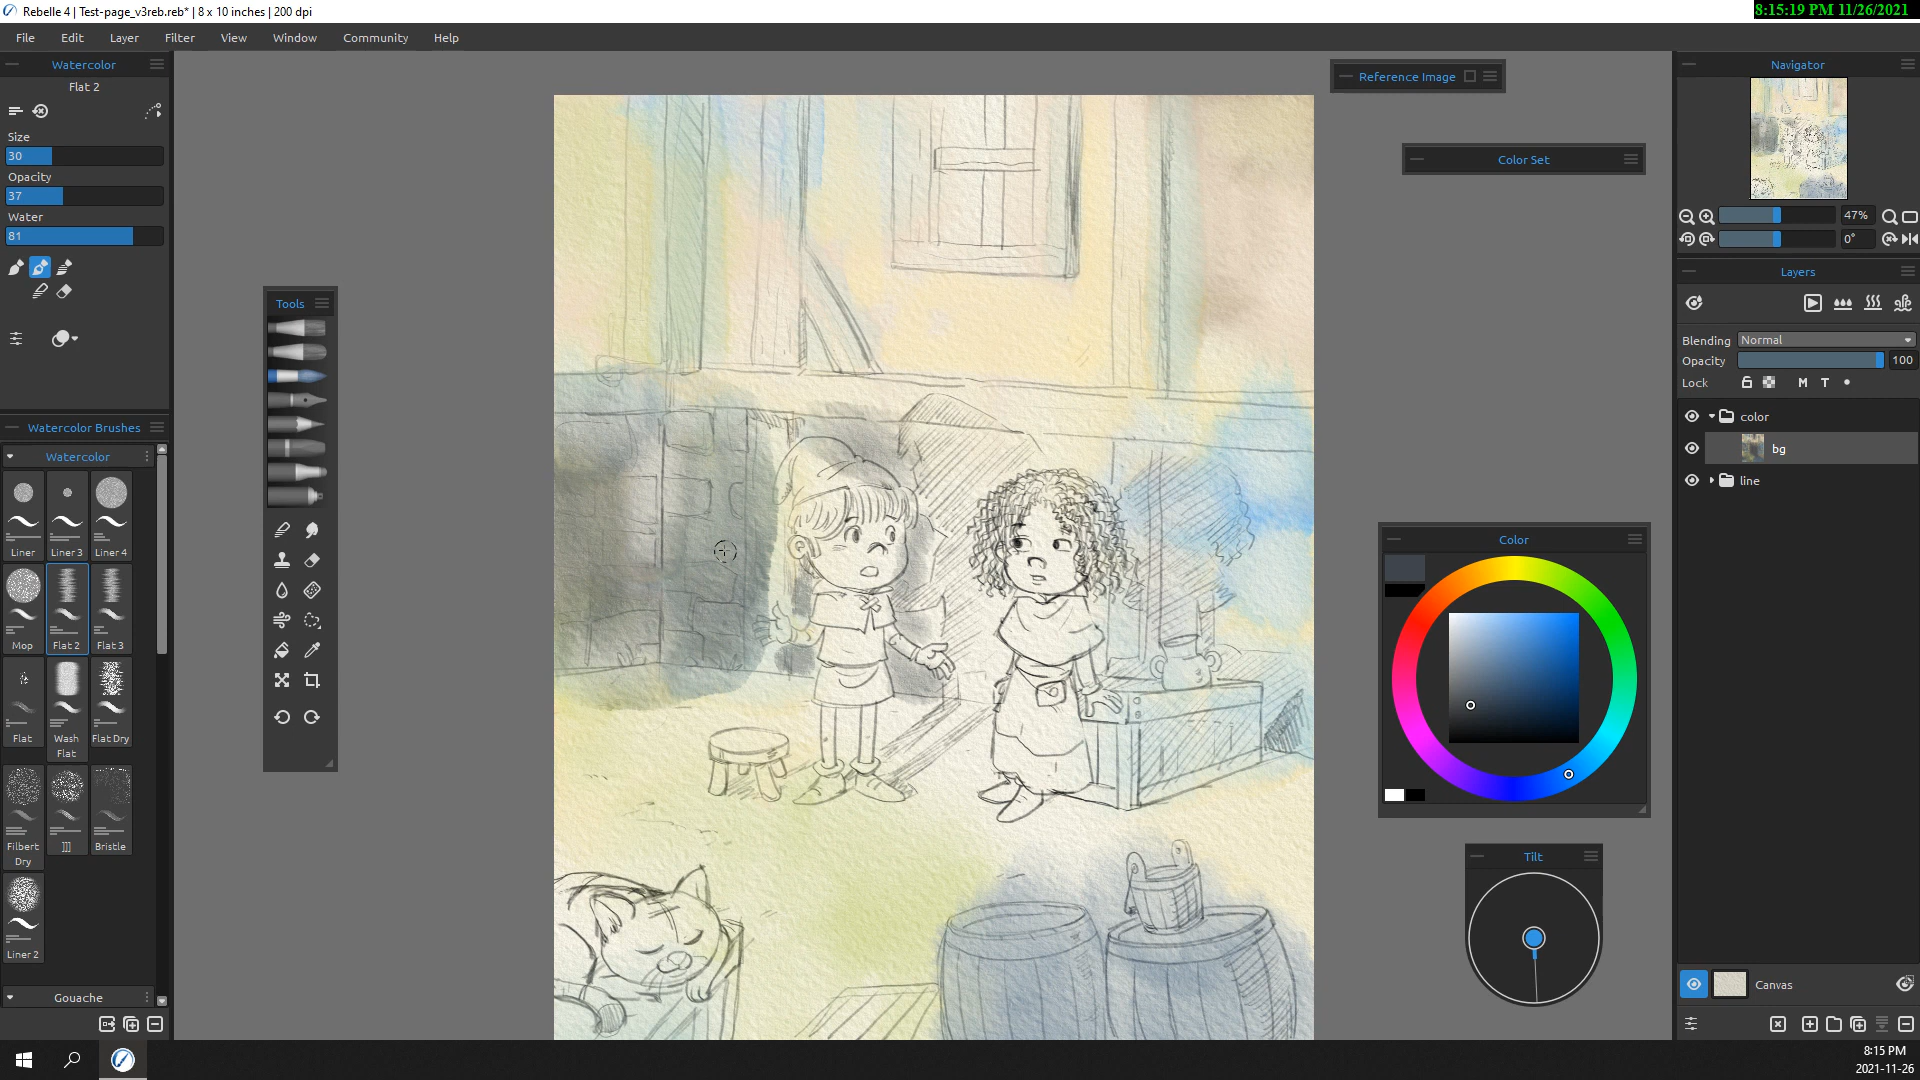 Rebelle 4 | Test-page_v3reb.reb* | 8 x 10 inches | 200 dpi
8:15:19 PM 11/26/2021
File Edit Layer Filter View Window Community Help
Watercolor
Flat 2
Size
30
Opacity
37
Water
81
Watercolor Brushes
Watercolor
Liner Liner 3 Liner 4
Mop Flat 2 Flat 3
Flat Wash Flat Flat Dry
Filbert Dry ]]] Bristle
Liner 2
Gouache
Tools
Reference Image
Color Set
Color
Tilt
Navigator
47%
0°
Layers
Blending Normal
Opacity 100
Lock M T
color
bg
line
Canvas
8:15 PM
2021-11-26